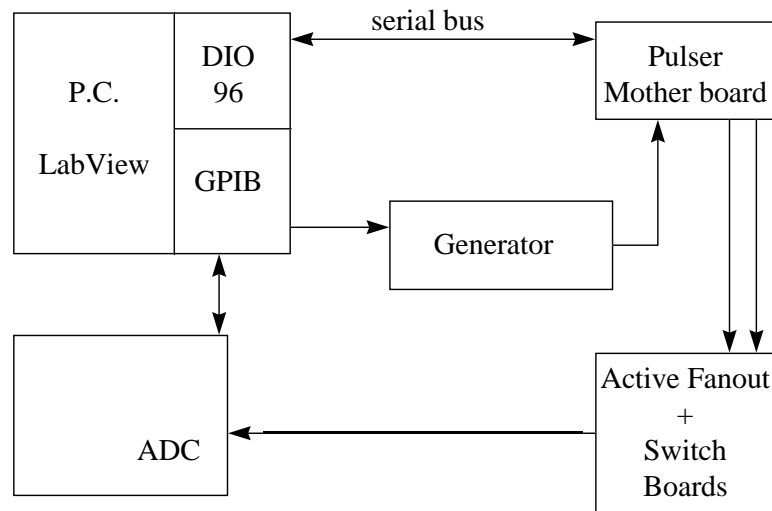 serial bus
P.C.
LabView
DIO
96
GPIB
Pulser
Mother board
Generator
ADC
Active Fanout
+
Switch
Boards